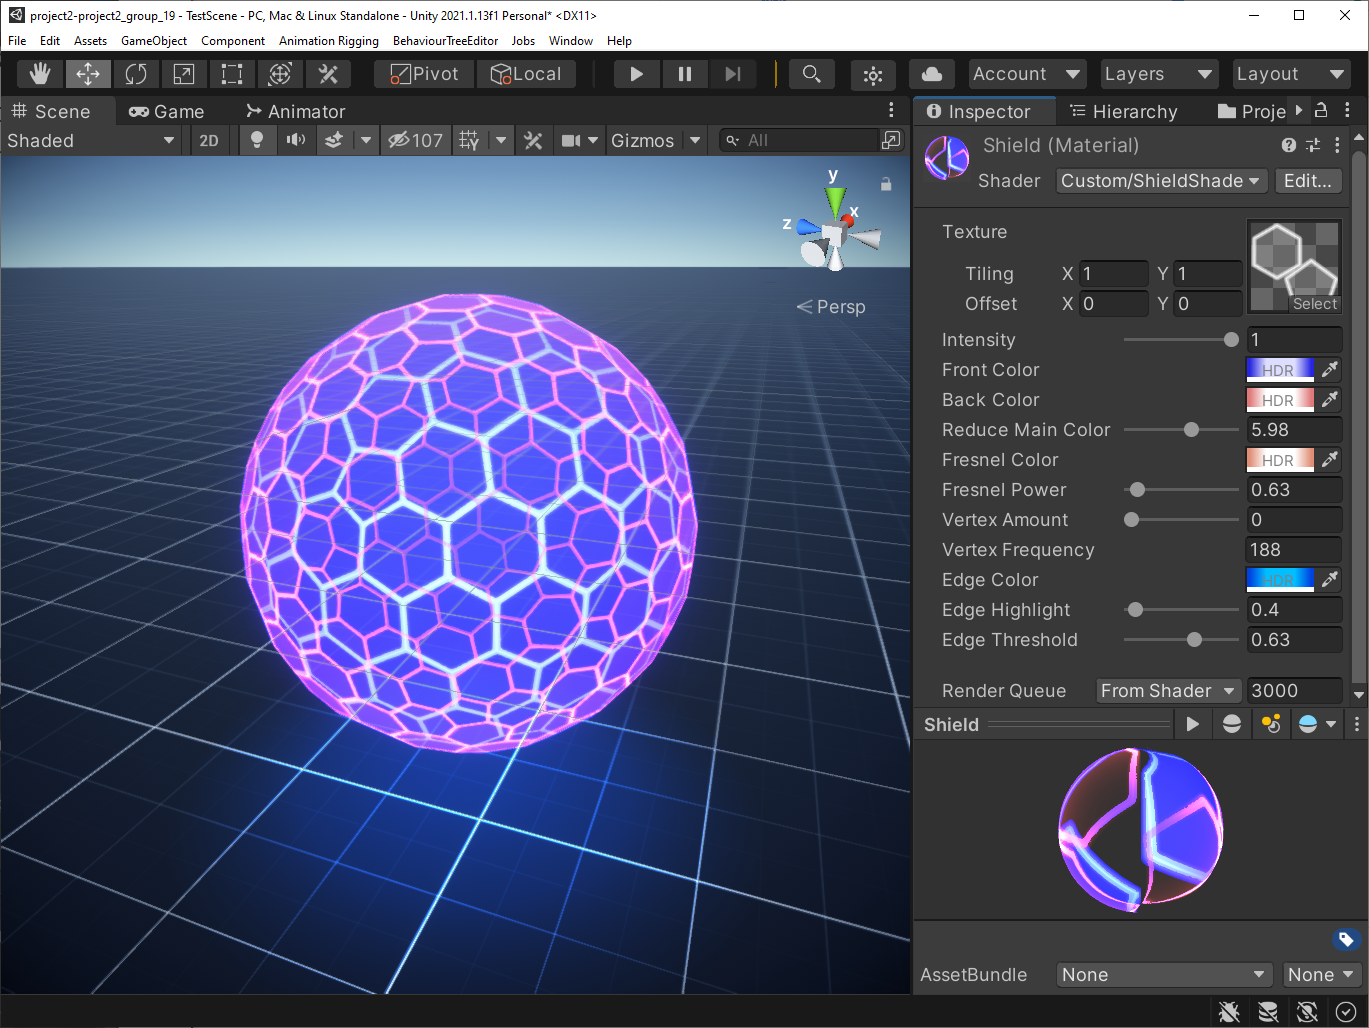 project2-project2_group_19 - TestScene - PC, Mac & Linux Standalone - Unity 2021.1.13f1 Personal* <DX11>
File Edit Assets GameObject Component Animation Rigging BehaviourTreeEditor Jobs Window Help
Pivot Local Account Layers Layout
Scene Game Animator
Shaded 2D 107 Gizmos All
y
x
z
Persp
Inspector Hierarchy Proje
Shield (Material)
Shader Custom/ShieldShade Edit...
Texture
Tiling X 1 Y 1
Offset X 0 Y 0
Select
Intensity 1
Front Color HDR
Back Color HDR
Reduce Main Color 5.98
Fresnel Color HDR
Fresnel Power 0.63
Vertex Amount 0
Vertex Frequency 188
Edge Color HDR
Edge Highlight 0.4
Edge Threshold 0.63
Render Queue From Shader 3000
Shield
AssetBundle None None